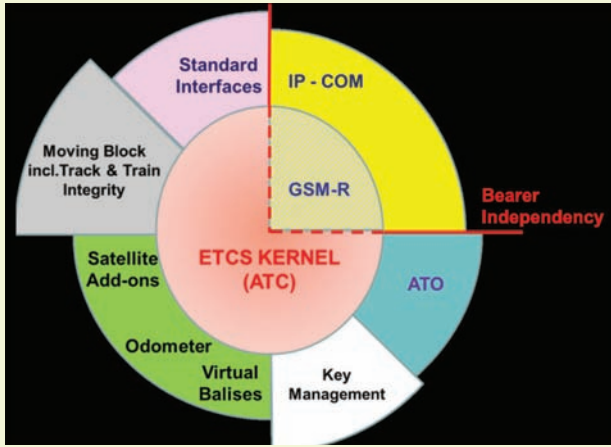 Standard
Interfaces
IP - COM
Moving Block
incl.Track & Train
Integrity
GSM-R
Bearer
Independency
ETCS KERNEL
(ATC)
Satellite
Add-ons
ATO
Odometer
Virtual
Balises
Key
Management